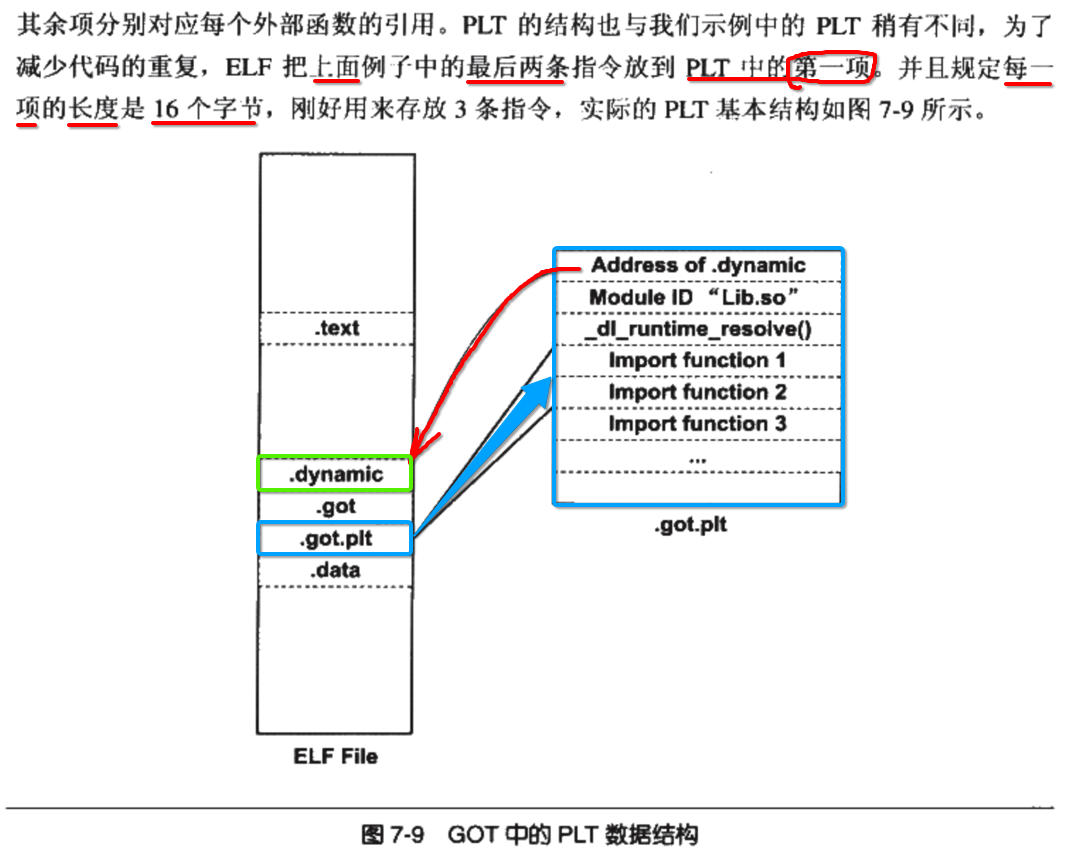 其余项分别对应每个外部函数的引用。PLT 的结构也与我们示例中的 PLT 稍有不同，为了
减少代码的重复，ELF 把上面例子中的最后两条指令放到 PLT 中的第一项。并且规定每一
项的长度是 16 个字节，刚好用来存放 3 条指令，实际的 PLT 基本结构如图 7-9 所示。
.text
.dynamic
.got
.got.plt
.data
ELF File
Address of .dynamic
Module ID “Lib.so”
_dl_runtime_resolve()
Import function 1
Import function 2
Import function 3
...
.got.plt
图 7-9 GOT 中的 PLT 数据结构